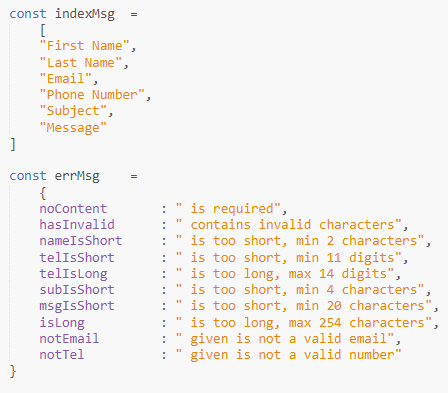 const indexMsg  =
    [
    "First Name",
    "Last Name",
    "Email",
    "Phone Number",
    "Subject",
    "Message"
]
const errMsg    =
    {
    noContent       : " is required",
    hasInvalid      : " contains invalid characters",
    nameIsShort     : " is too short, min 2 characters",
    telIsShort      : " is too short, min 11 digits",
    telIsLong       : " is too long, max 14 digits",
    subIsShort      : " is too short, min 4 characters",
    msgIsShort      : " is too short, min 20 characters",
    isLong          : " is too long, max 254 characters",
    notEmail        : " given is not a valid email",
    notTel          : " given is not a valid number"
}